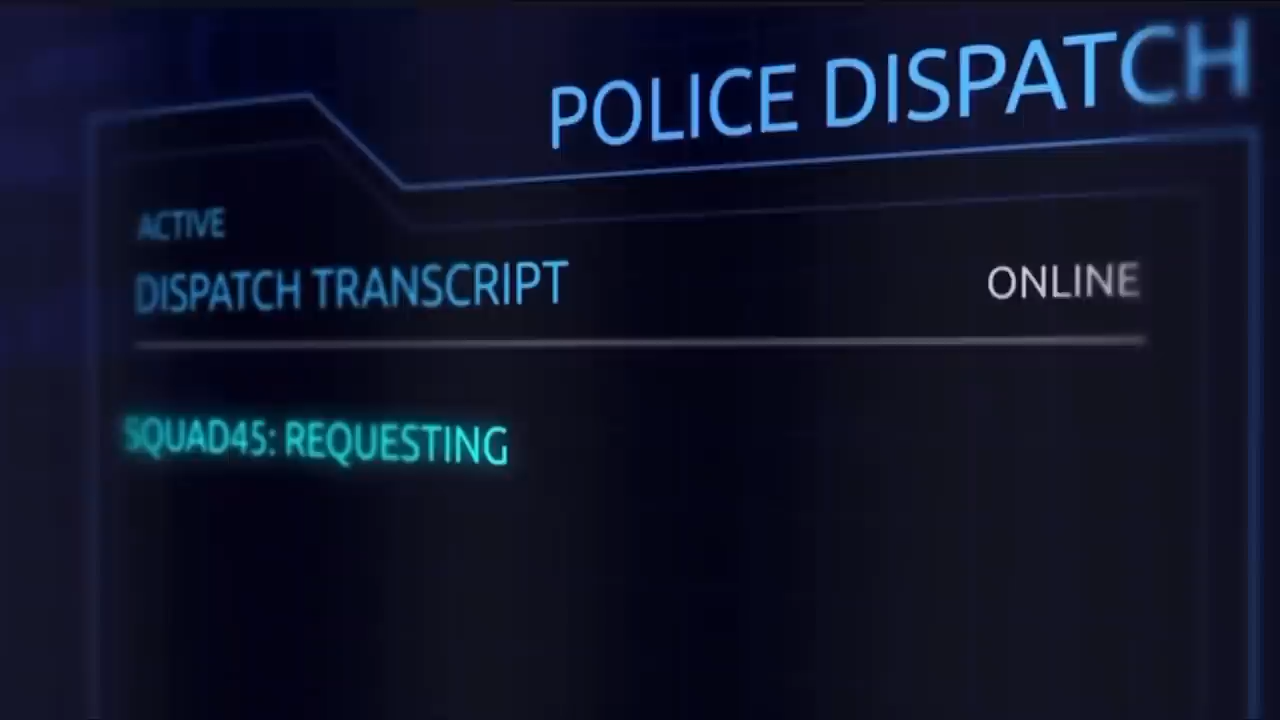 POLICE DISPATCH
ACTIVE
DISPATCH TRANSCRIPT
ONLINE
SQUAD45: REQUESTING